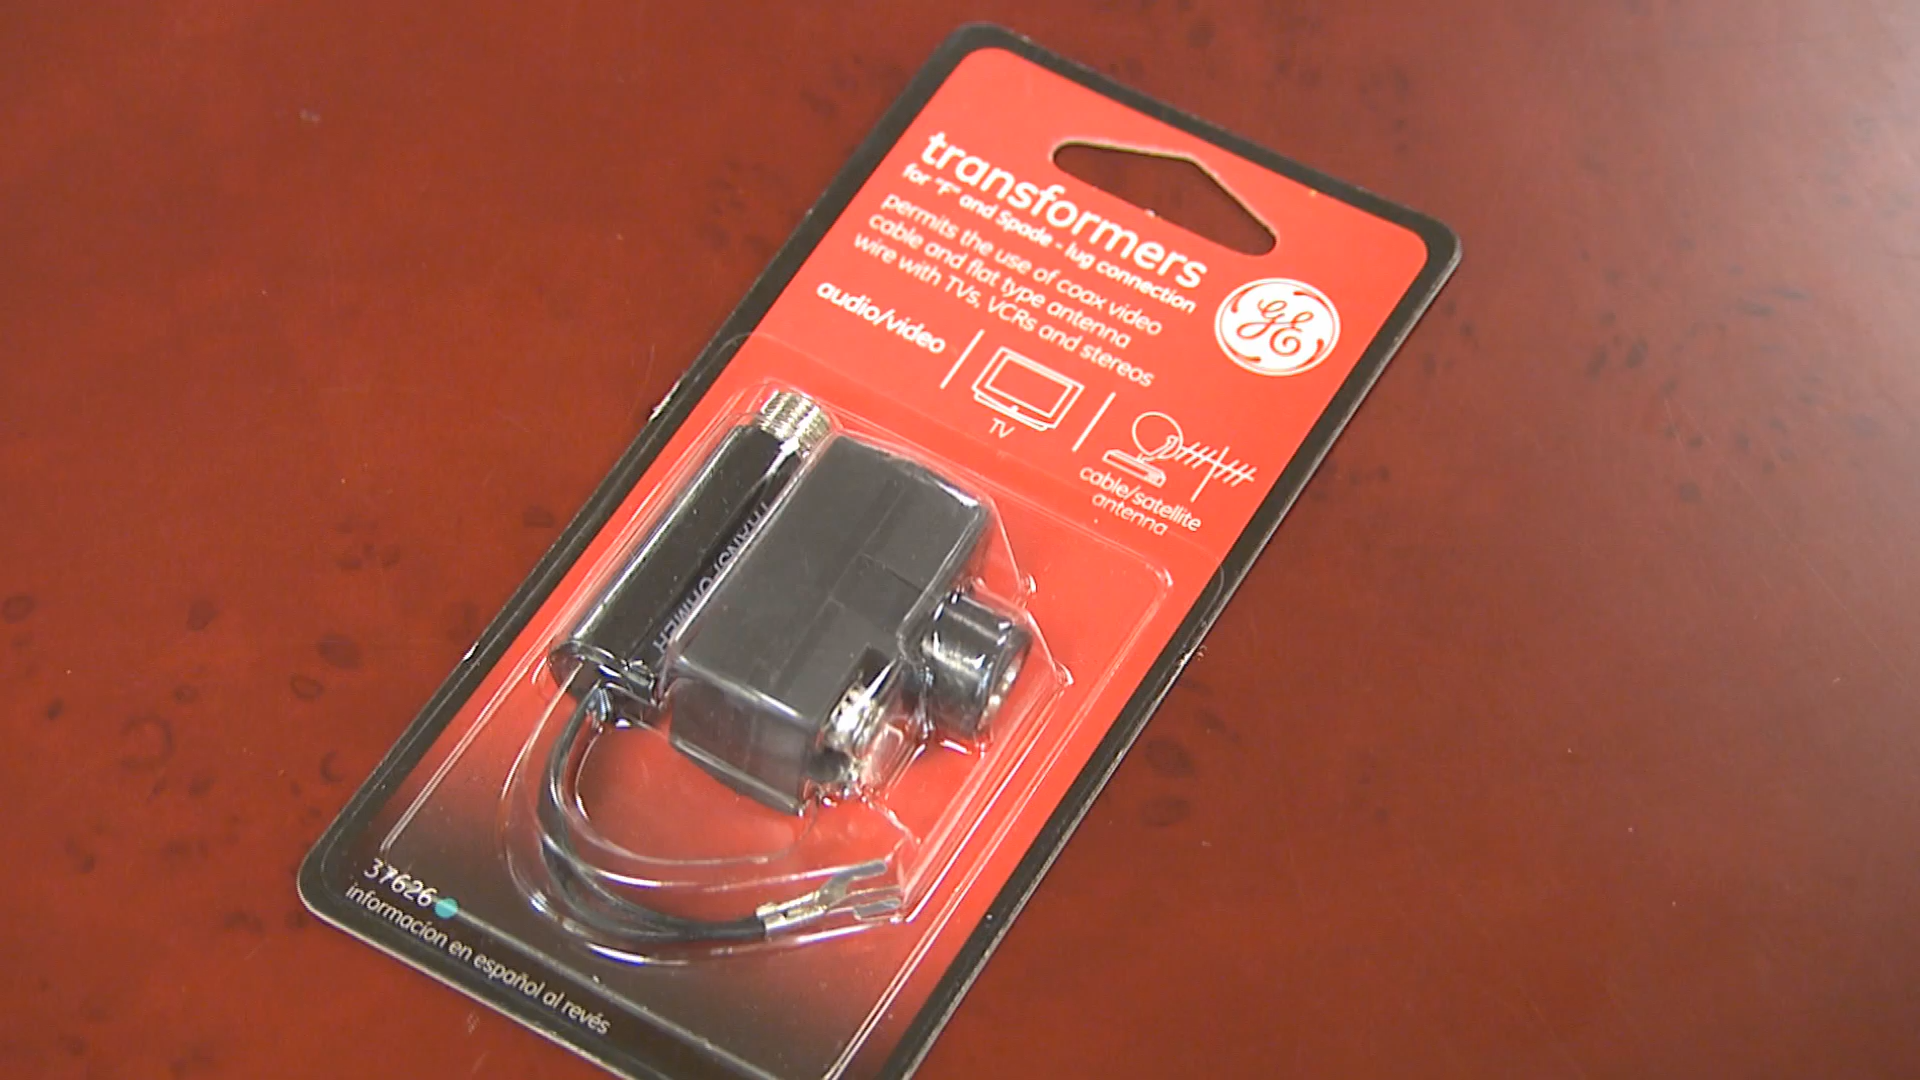 transformers
for "F" and Spade - lug connection
permits the use of coax video
cable and flat type antenna
wire with TVs, VCRs and stereos
GE
audio/video
TV
cable/satellite
antenna
TRANSFORMER
37626
informacion en español al revés